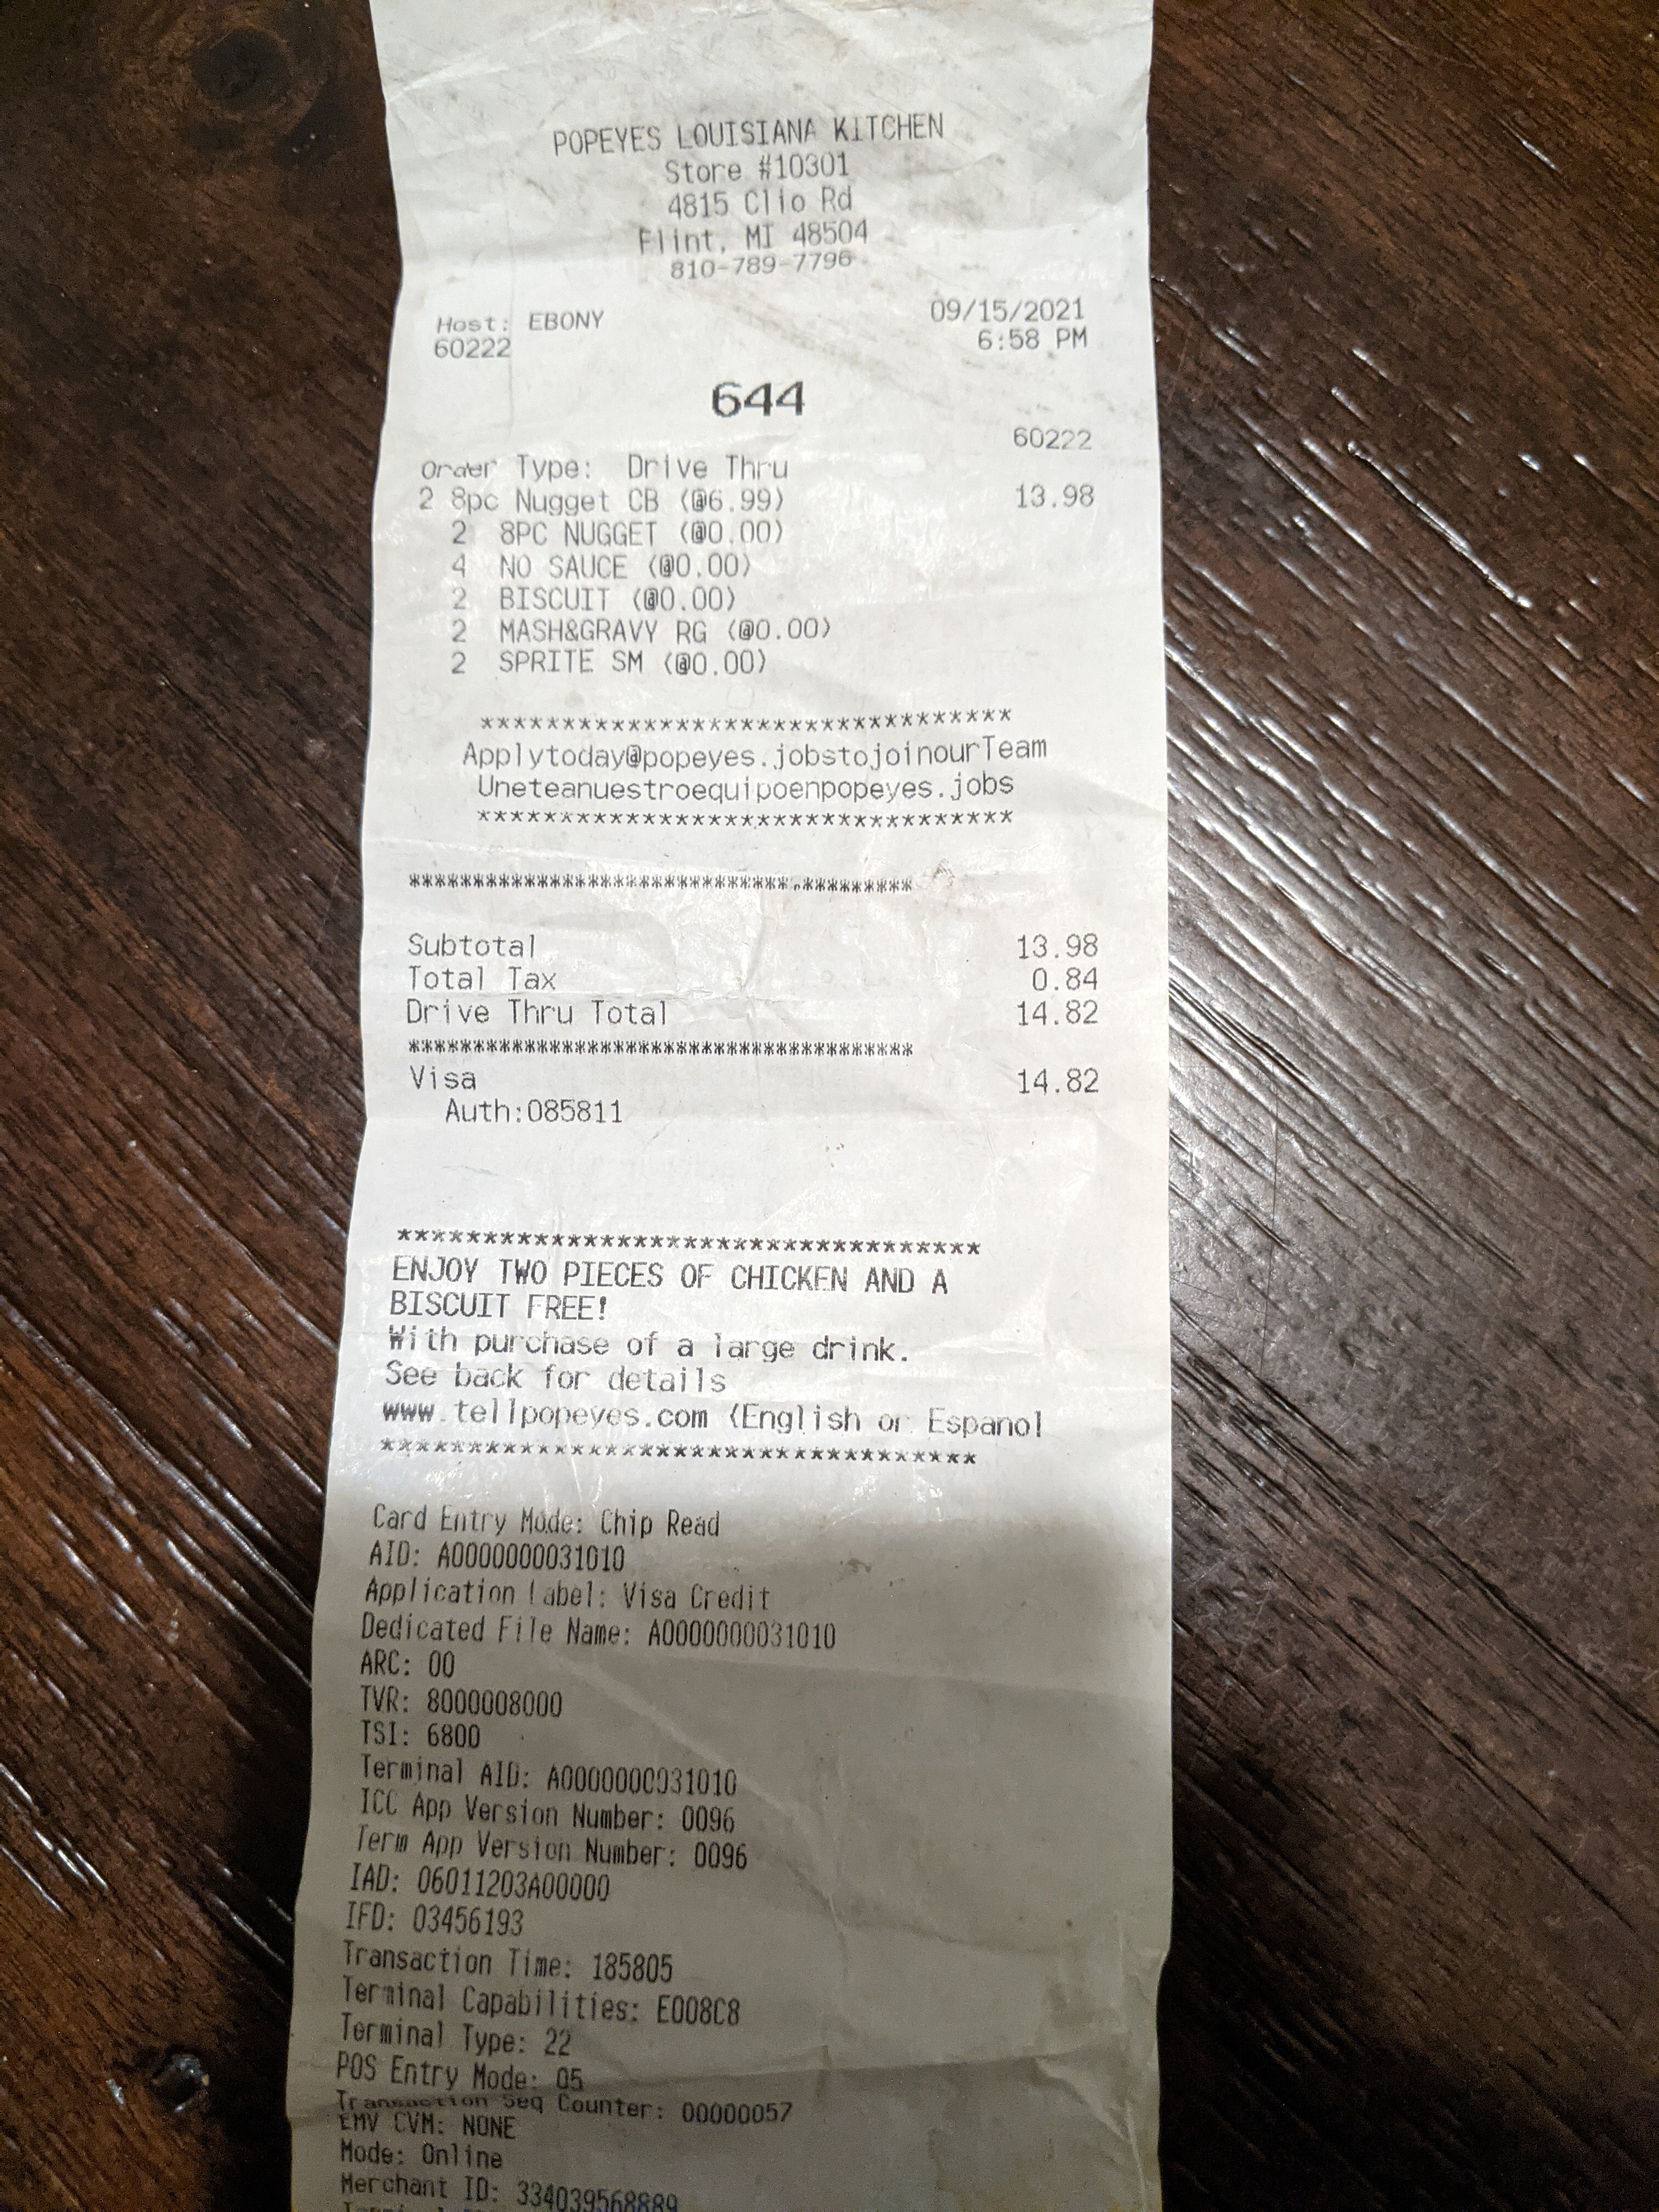 POPEYES LOUISIANA KITCHEN
Store #10301
4815 Clio Rd
Flint, MI 48504
810-789-7796
Host: EBONY 09/15/2021
60222 6:58 PM
644
60222
Order Type: Drive Thru
2 8pc Nugget CB (@6.99) 13.98
2 8PC NUGGET (@0.00)
4 NO SAUCE (@0.00)
2 BISCUIT (@0.00)
2 MASH&GRAVY RG (@0.00)
2 SPRITE SM (@0.00)
*********************************
Applytoday@popeyes.jobstojoinourTeam
Uneteanuestroequipoenpopeyes.jobs
*********************************
******************************.*********
Subtotal 13.98
Total Tax 0.84
Drive Thru Total 14.82
****************************************
Visa 14.82
Auth:085811
***********************************
ENJOY TWO PIECES OF CHICKEN AND A
BISCUIT FREE!
With purchase of a large drink.
See back for details
www.tellpopeyes.com (English or Espanol
***********************************
Card Entry Mode: Chip Read
AID: A0000000031010
Application Label: Visa Credit
Dedicated File Name: A0000000031010
ARC: 00
TVR: 8000008000
TSI: 6800
Terminal AID: A0000000031010
ICC App Version Number: 0096
Term App Version Number: 0096
IAD: 06011203A00000
IFD: 03456193
Transaction Time: 185805
Terminal Capabilities: E008C8
Terminal Type: 22
POS Entry Mode: 05
Transaction Seq Counter: 00000057
EMV CVM: NONE
Mode: Online
Merchant ID: 334039568889